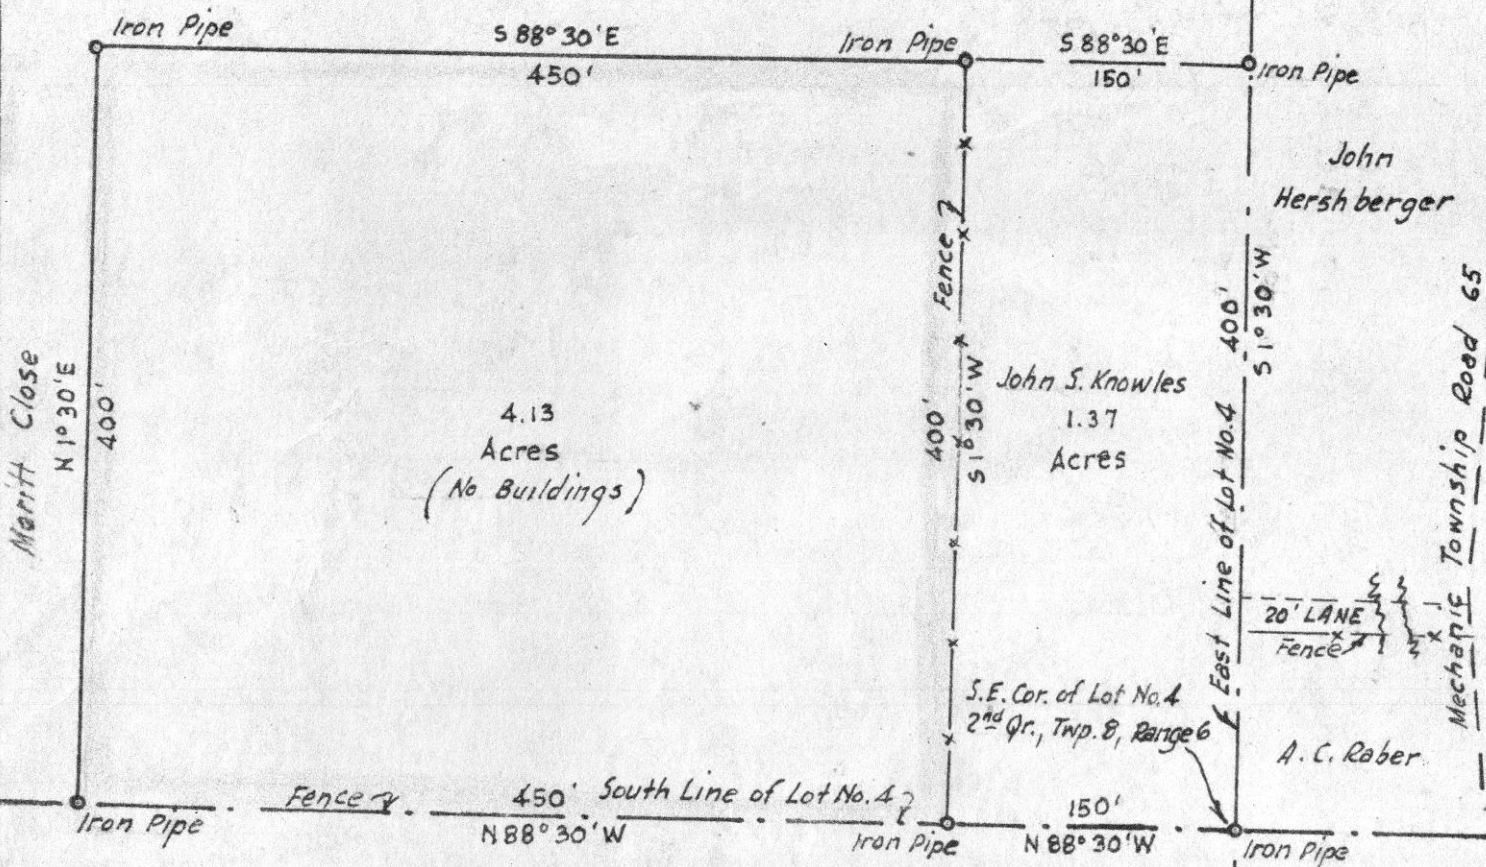 Iron Pipe
S 88° 30' E
450'
Iron Pipe
S 88° 30' E
150'
Iron Pipe
John
Hershberger
Fence
400'
S 1° 30' W
John S. Knowles
1.37
Acres
East Line of Lot No. 4
400'
S 1° 30' W
Mechanic Township Road 65
Meritt Close
N 1° 30' E
400'
4.13
Acres
(No Buildings)
20' LANE
Fence
S.E. Cor. of Lot No. 4
2nd Qr., Twp. 8, Range 6
A. C. Raber
Fence
450'
South Line of Lot No. 4
N 88° 30' W
150'
N 88° 30' W
Iron Pipe
Iron Pipe
Iron Pipe